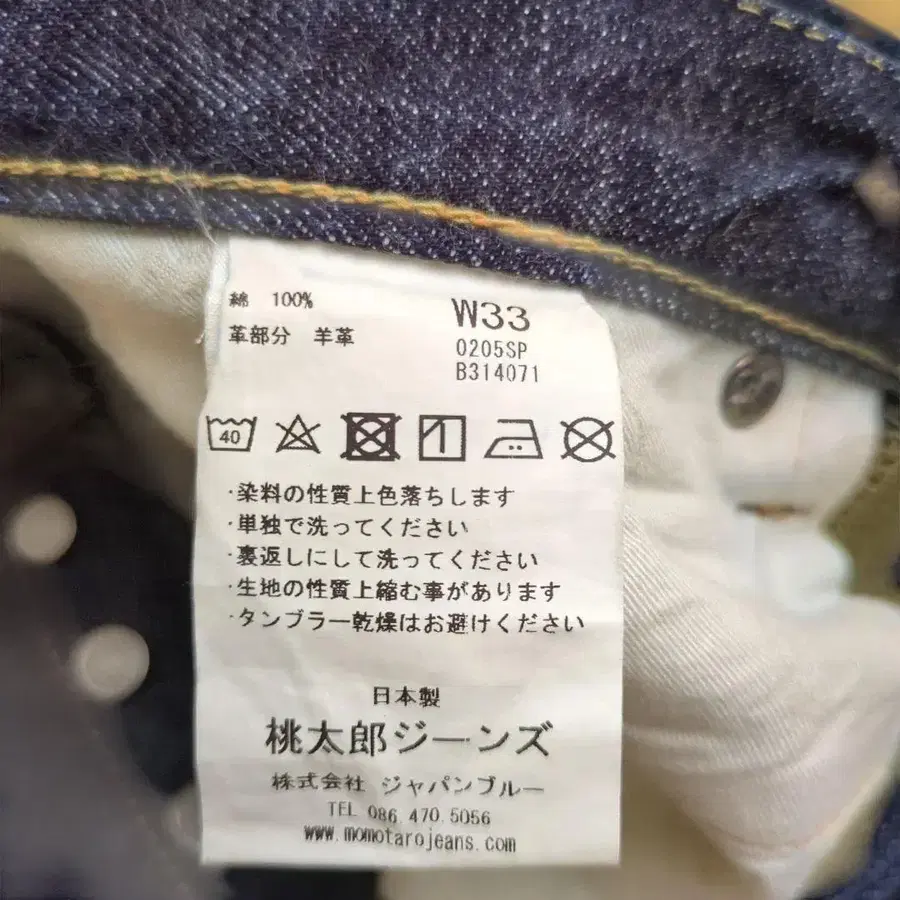 綿 100%
革部分 羊革
W33
0205SP
B314071
40
・染料の性質上色落ちします
・単独で洗ってください
・裏返しにして洗ってください
・生地の性質上縮む事があります
・タンブラー乾燥はお避けください
日本製
桃太郎ジーンズ
株式会社 ジャパンブルー
TEL 086.470.5056
www.momotarojeans.com